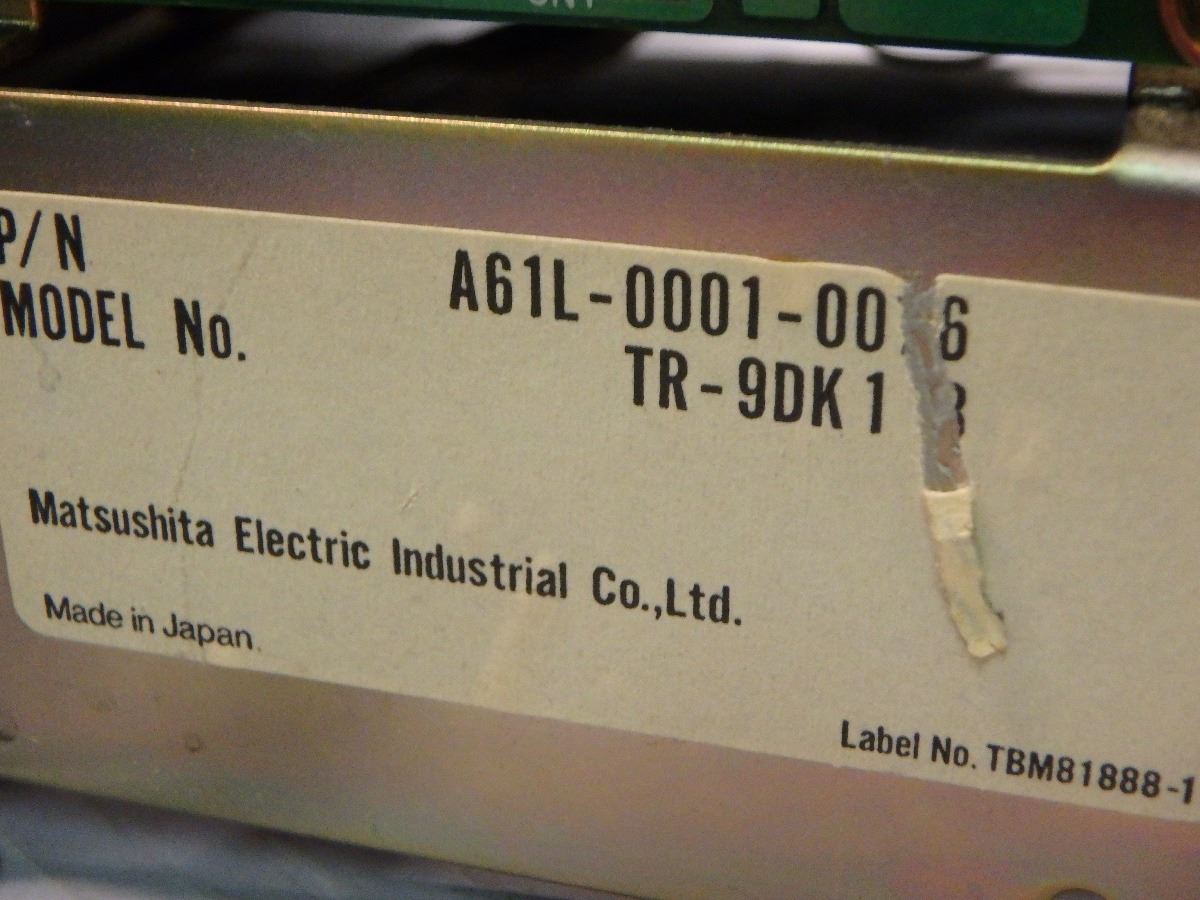 P/N A61L-0001-00 6
MODEL No. TR-9DK1
Matsushita Electric Industrial Co.,Ltd.
Made in Japan.
Label No. TBM81888-1